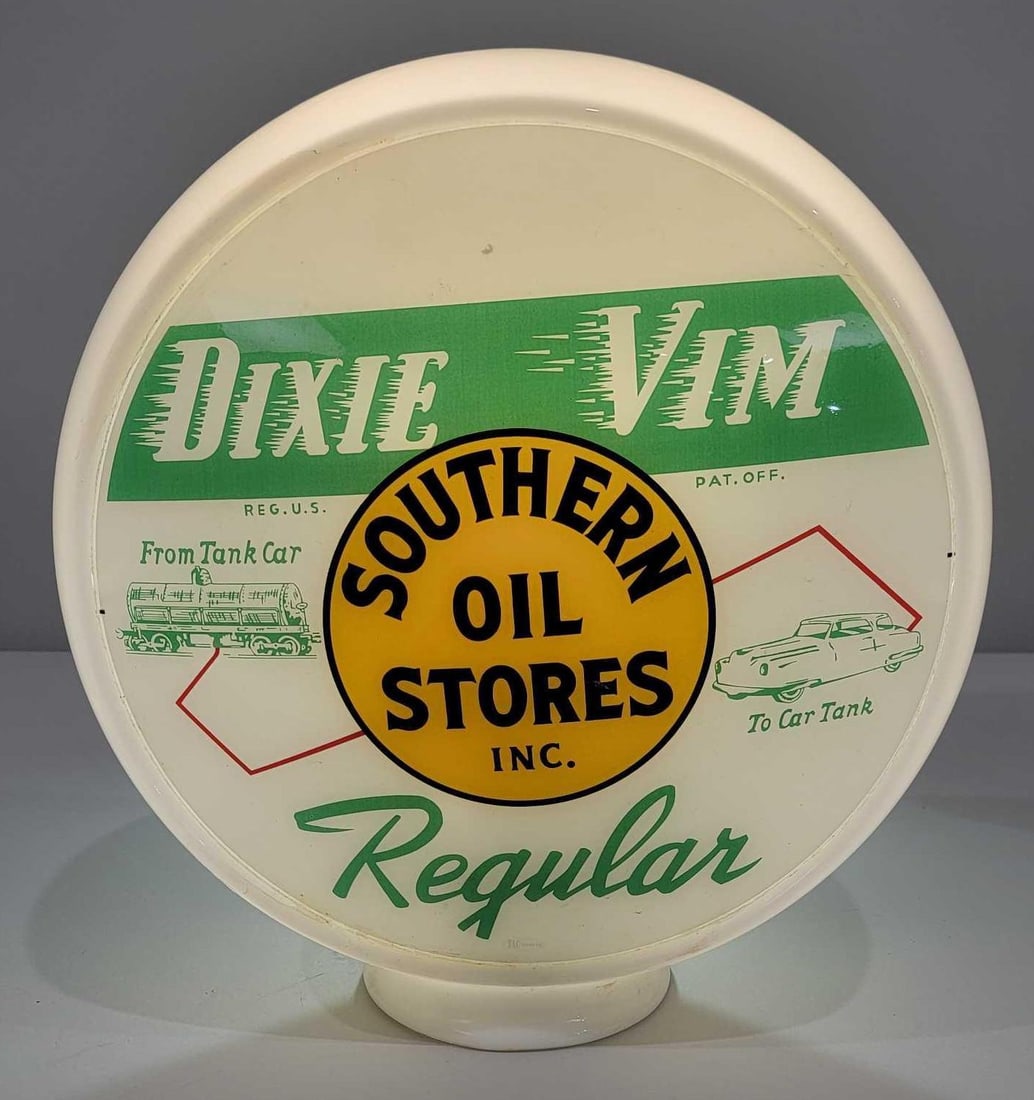 DIXIE VIM
REG. U.S. PAT. OFF.
From Tank Car
SOUTHERN
OIL
STORES
INC.
To Car Tank
Regular